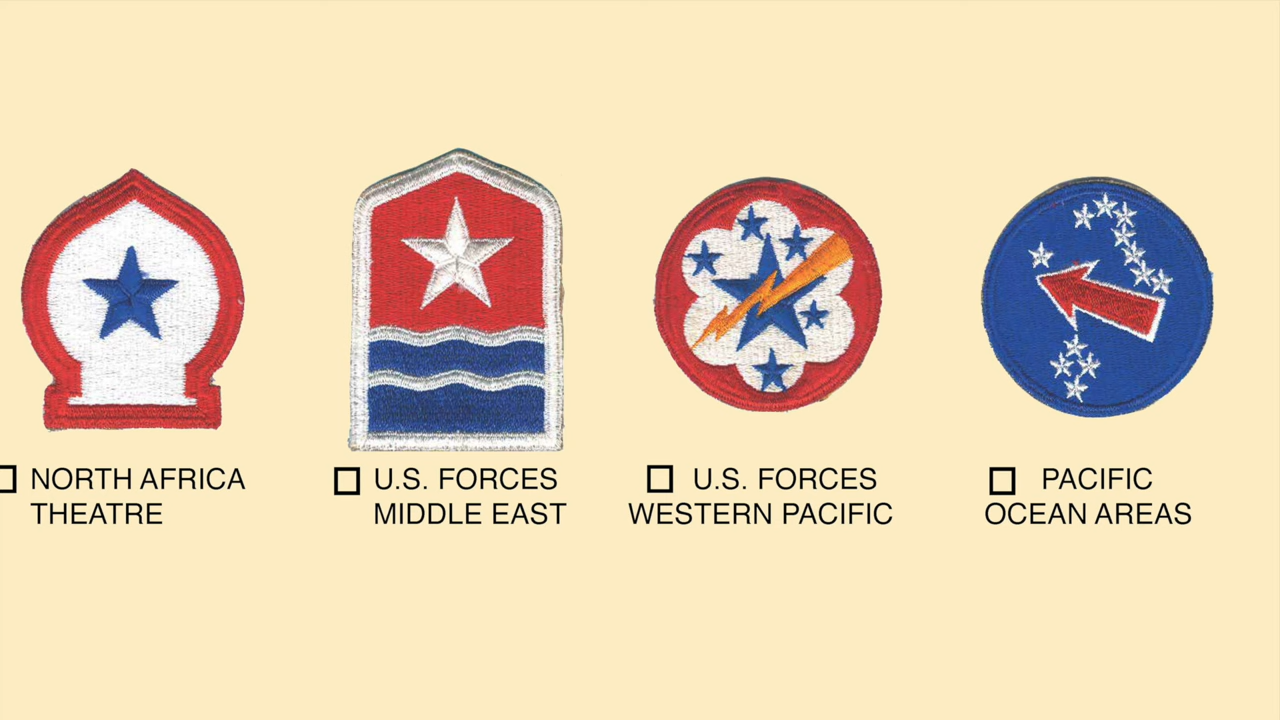 NORTH AFRICA
THEATRE
U.S. FORCES
MIDDLE EAST
U.S. FORCES
WESTERN PACIFIC
PACIFIC
OCEAN AREAS